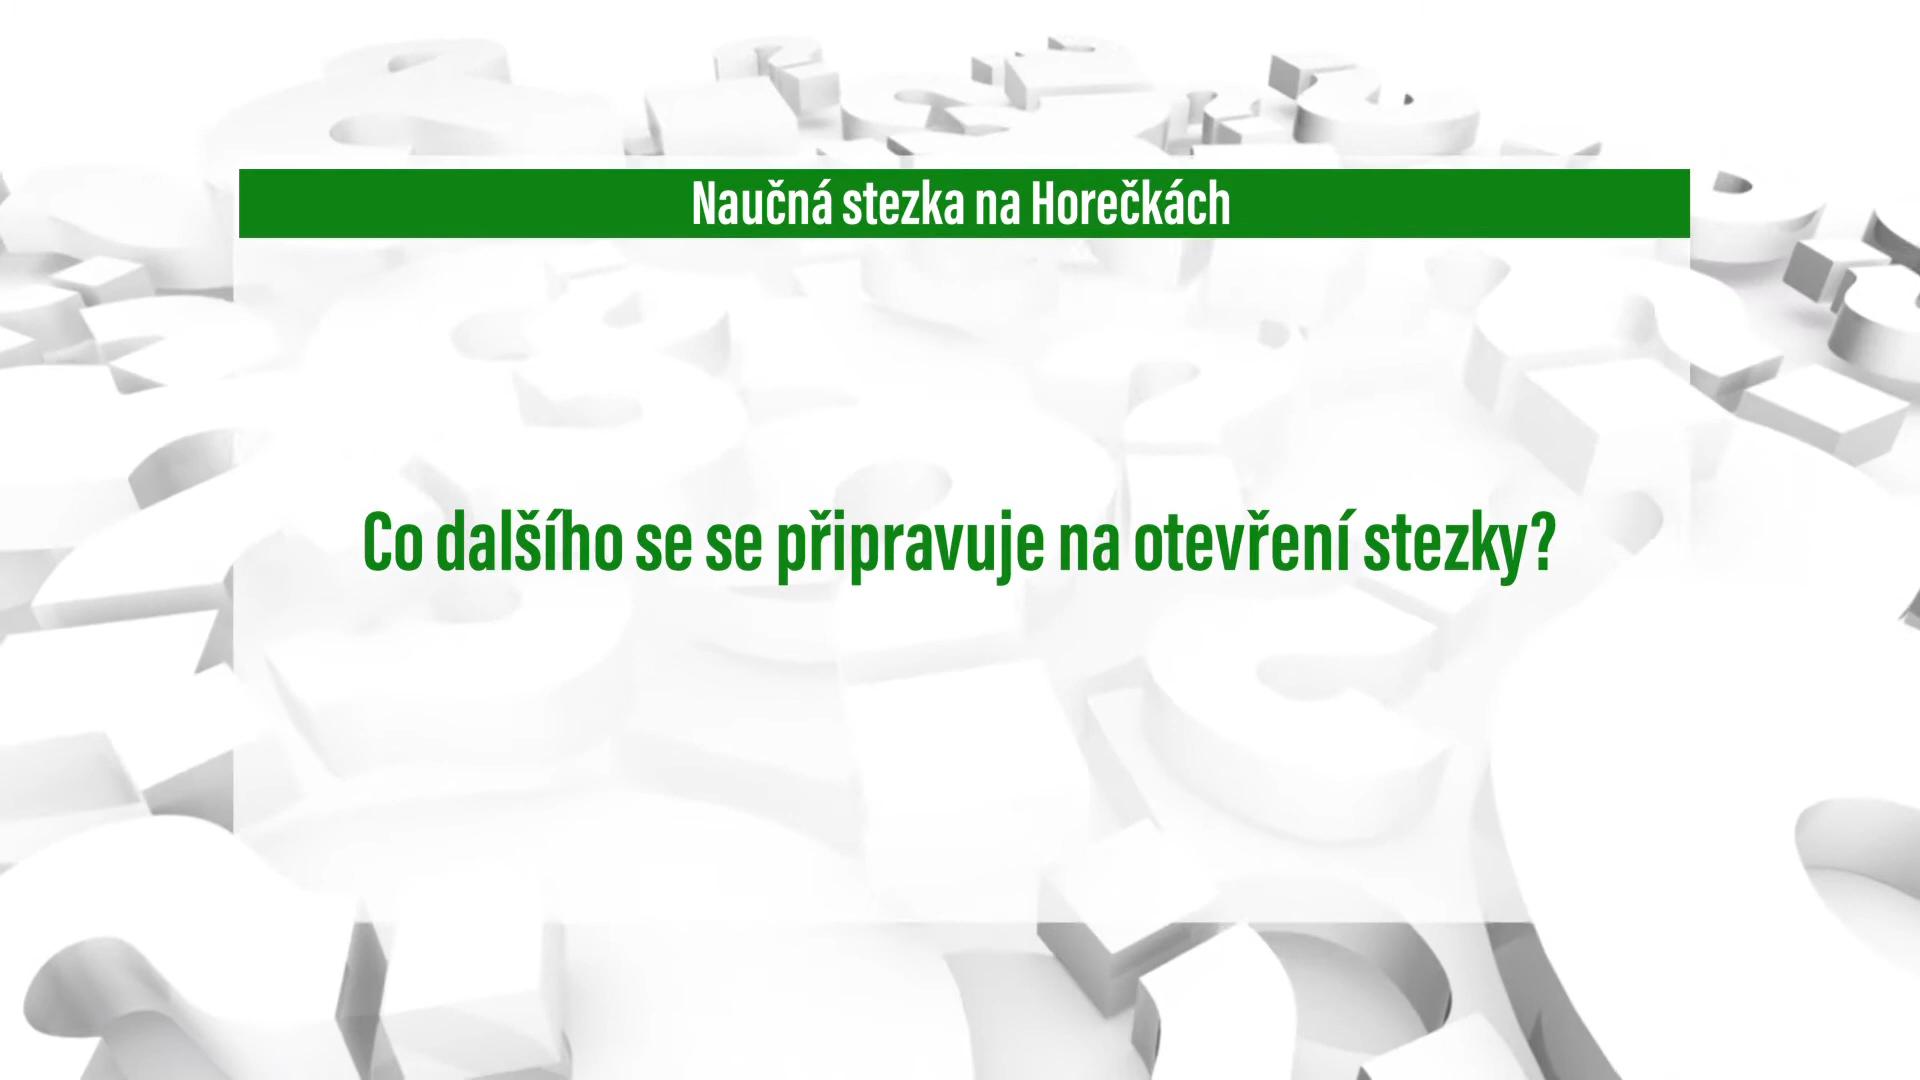 Naučná stezka na Horečkách
Co dalšího se se připravuje na otevření stezky?